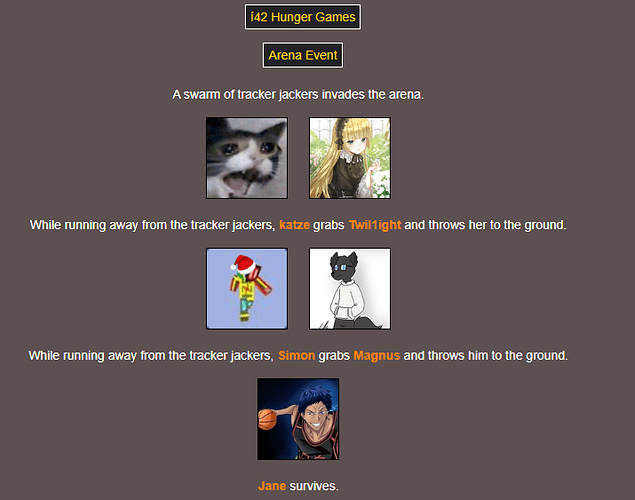 í42 Hunger Games
Arena Event
A swarm of tracker jackers invades the arena.
While running away from the tracker jackers, katze grabs Twil1ight and throws her to the ground.
While running away from the tracker jackers, Simon grabs Magnus and throws him to the ground.
Jane survives.